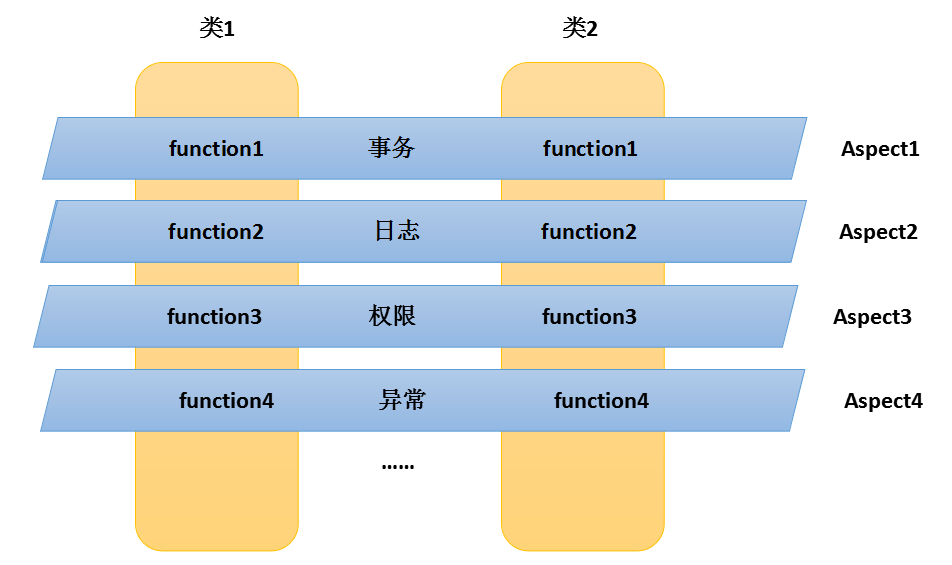 类1 类2
function1 事务 function1 Aspect1
function2 日志 function2 Aspect2
function3 权限 function3 Aspect3
function4 异常 function4 Aspect4
......